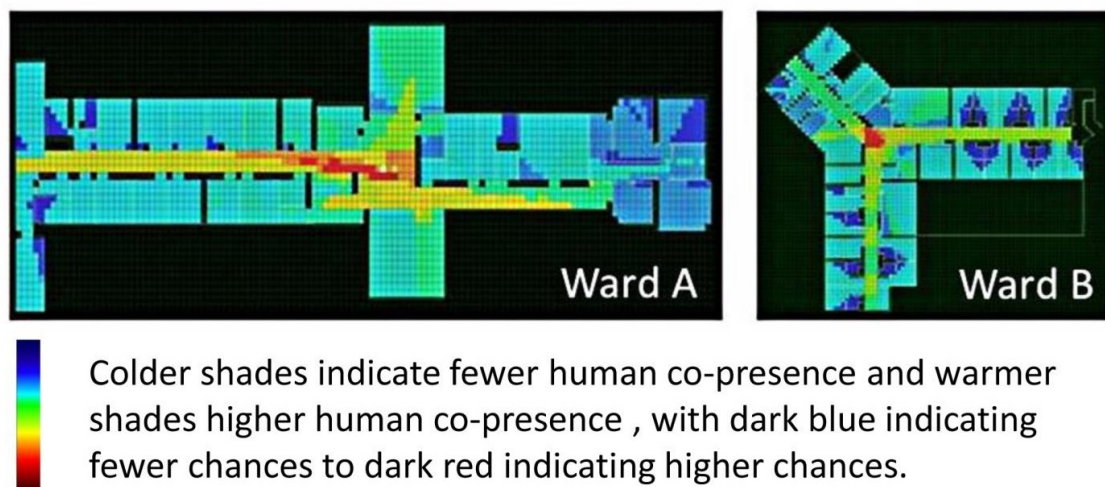 Ward A
Ward B
Colder shades indicate fewer human co-presence and warmer
shades higher human co-presence , with dark blue indicating
fewer chances to dark red indicating higher chances.